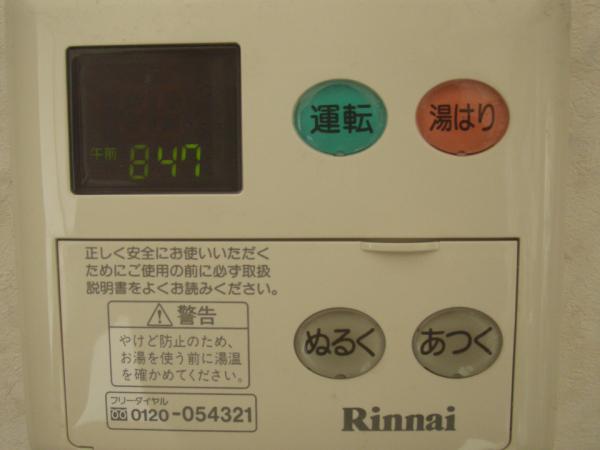 午前 8 47
運転
湯はり
正しく安全にお使いいただく
ためにご使用の前に必ず取扱
説明書をよくお読みください。
警告
やけど防止のため、
お湯を使う前に湯温
を確かめてください。
フリーダイヤル
0120-054321
ぬるく
あつく
Rinnai